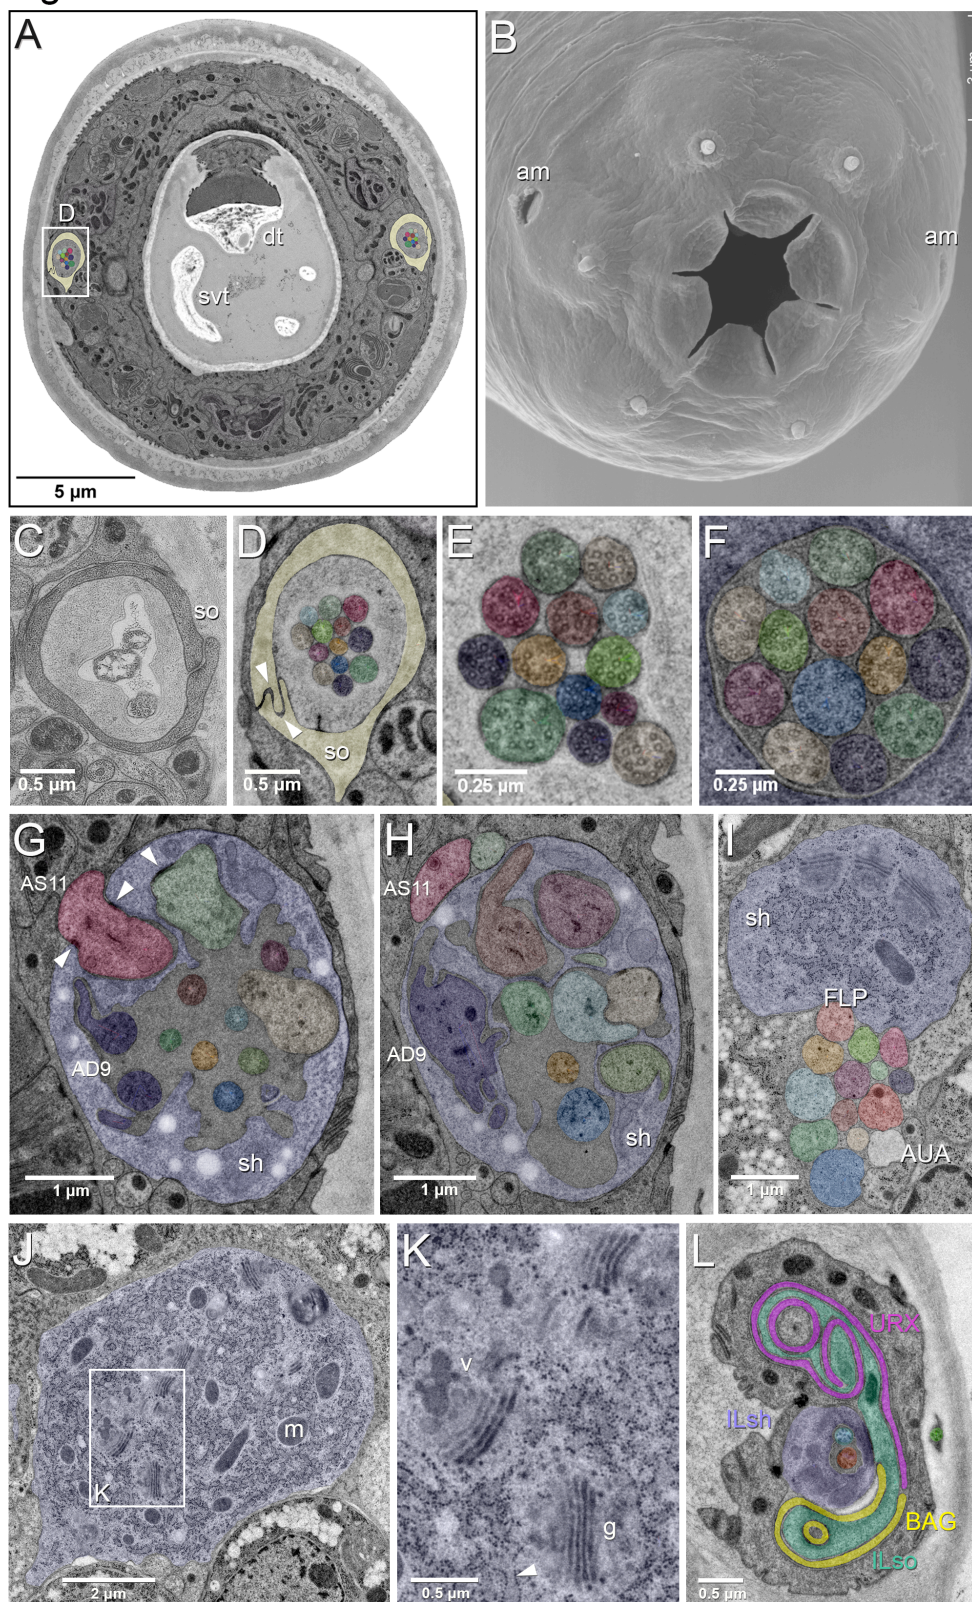 A
D
dt
svt
5 µm
B
am
am
C
so
0.5 µm
D
so
0.5 µm
E
0.25 µm
F
0.25 µm
G
AS11
AD9
sh
1 µm
H
AS11
AD9
sh
1 µm
I
sh
FLP
AUA
1 µm
J
K
m
2 µm
K
v
g
0.5 µm
L
URX
ILsh
BAG
ILso
0.5 µm